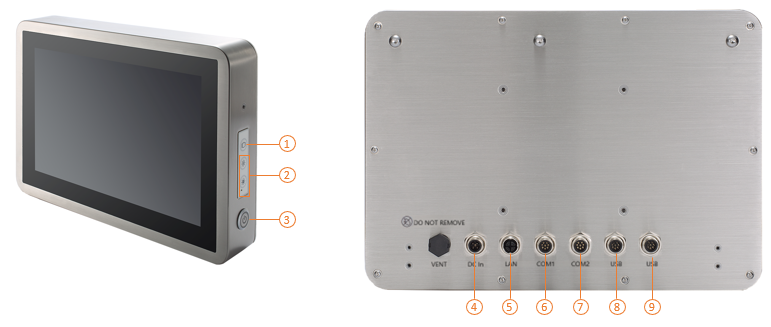 1
2
3
DO NOT REMOVE
VENT
DC In
LAN
COM1
COM2
USB
USB
4
5
6
7
8
9